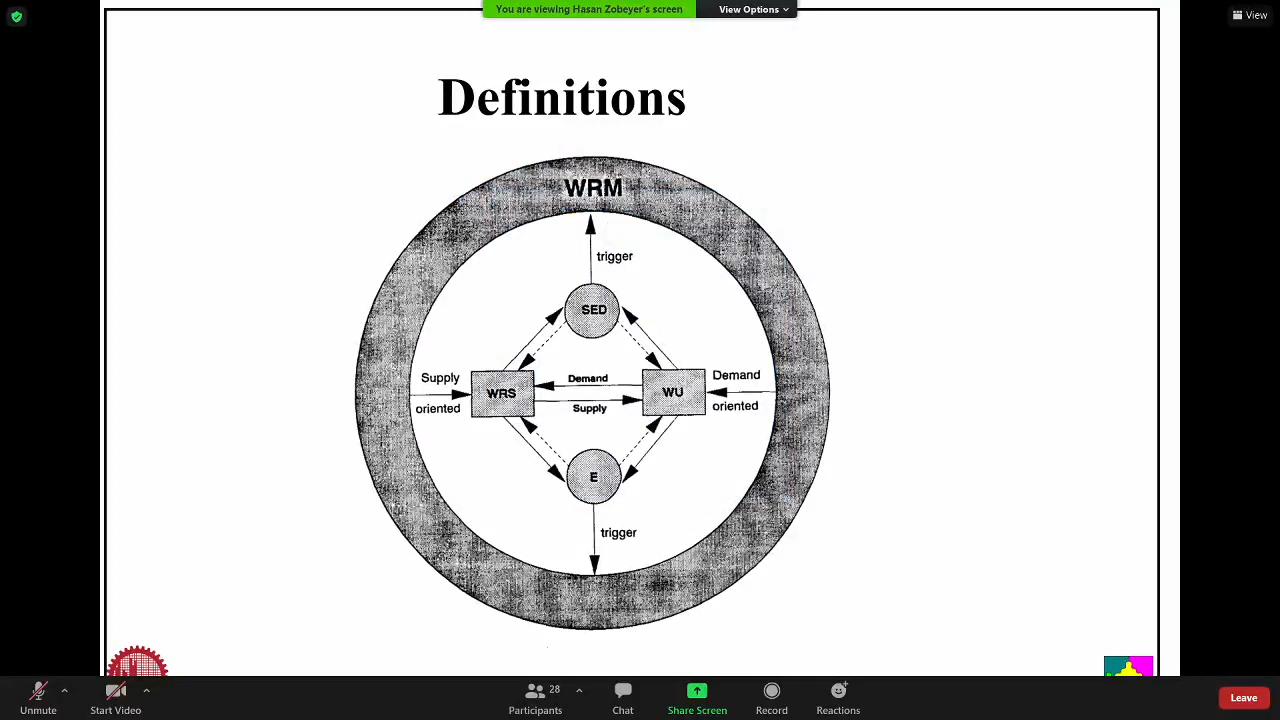 You are viewing Hasan Zobeyer's screen
View Options
View
Definitions
WRM
trigger
SED
Supply
oriented
WRS
Demand
Supply
WU
Demand
oriented
E
trigger
Unmute
Start Video
28
Participants
Chat
Share Screen
Record
Reactions
Leave